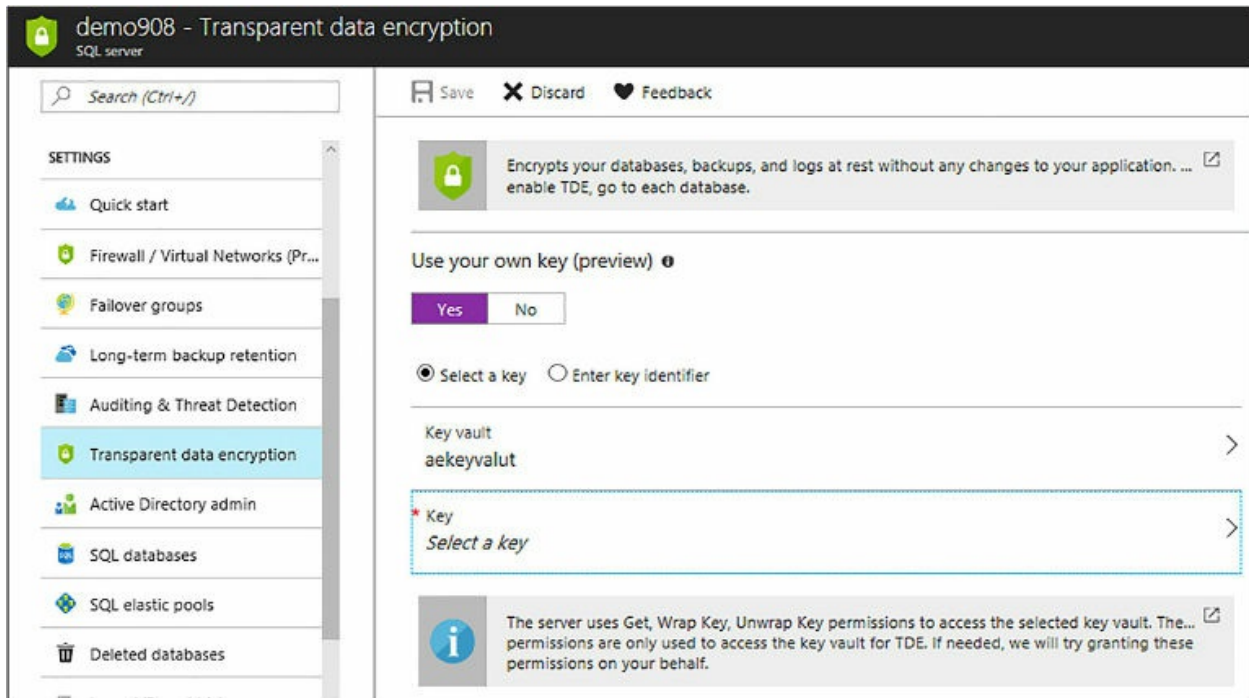 demo908 - Transparent data encryption
SQL server
Search (Ctrl+/)
SETTINGS
Quick start
Firewall / Virtual Networks (Pr...
Failover groups
Long-term backup retention
Auditing & Threat Detection
Transparent data encryption
Active Directory admin
SQL databases
SQL elastic pools
Deleted databases
Save Discard Feedback
Encrypts your databases, backups, and logs at rest without any changes to your application. ...
enable TDE, go to each database.
Use your own key (preview)
Yes No
Select a key Enter key identifier
Key vault
aekeyvalut
* Key
Select a key
The server uses Get, Wrap Key, Unwrap Key permissions to access the selected key vault. The...
permissions are only used to access the key vault for TDE. If needed, we will try granting these
permissions on your behalf.